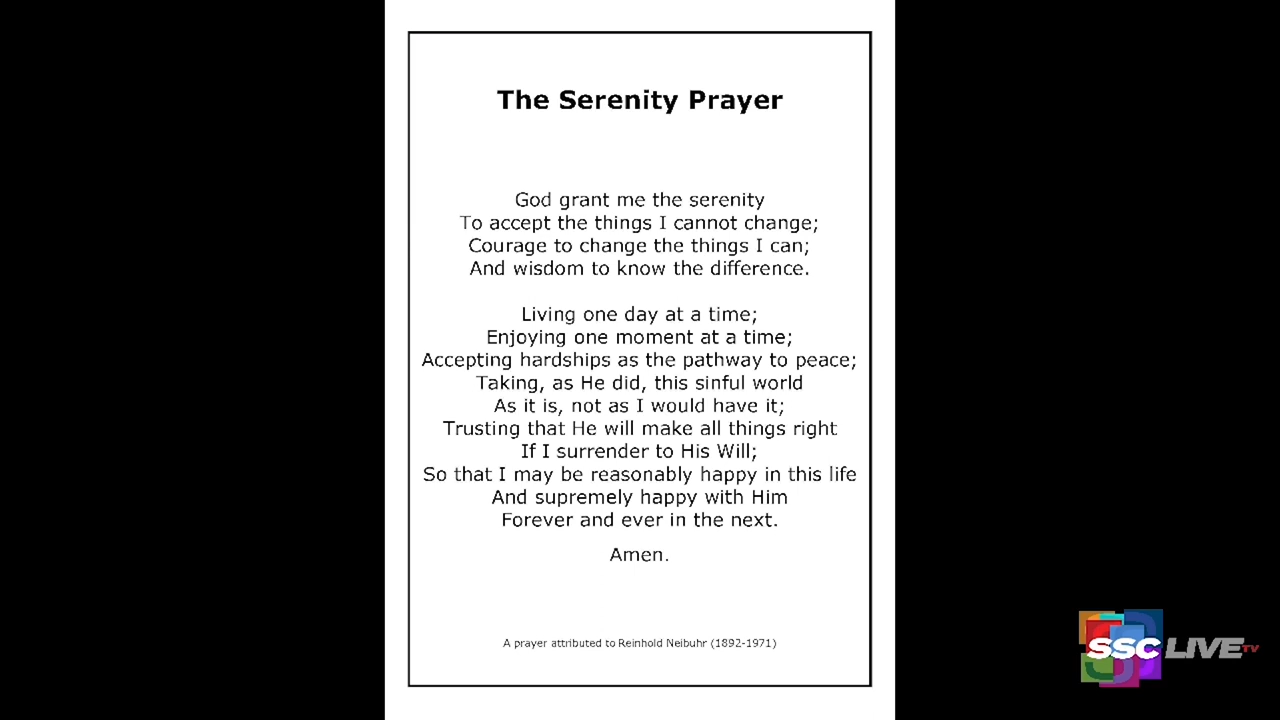 The Serenity Prayer
God grant me the serenity
To accept the things I cannot change;
Courage to change the things I can;
And wisdom to know the difference.
Living one day at a time;
Enjoying one moment at a time;
Accepting hardships as the pathway to peace;
Taking, as He did, this sinful world
As it is, not as I would have it;
Trusting that He will make all things right
If I surrender to His Will;
So that I may be reasonably happy in this life
And supremely happy with Him
Forever and ever in the next.
Amen.
A prayer attributed to Reinhold Neibuhr (1892-1971)
SSC LIVE TV